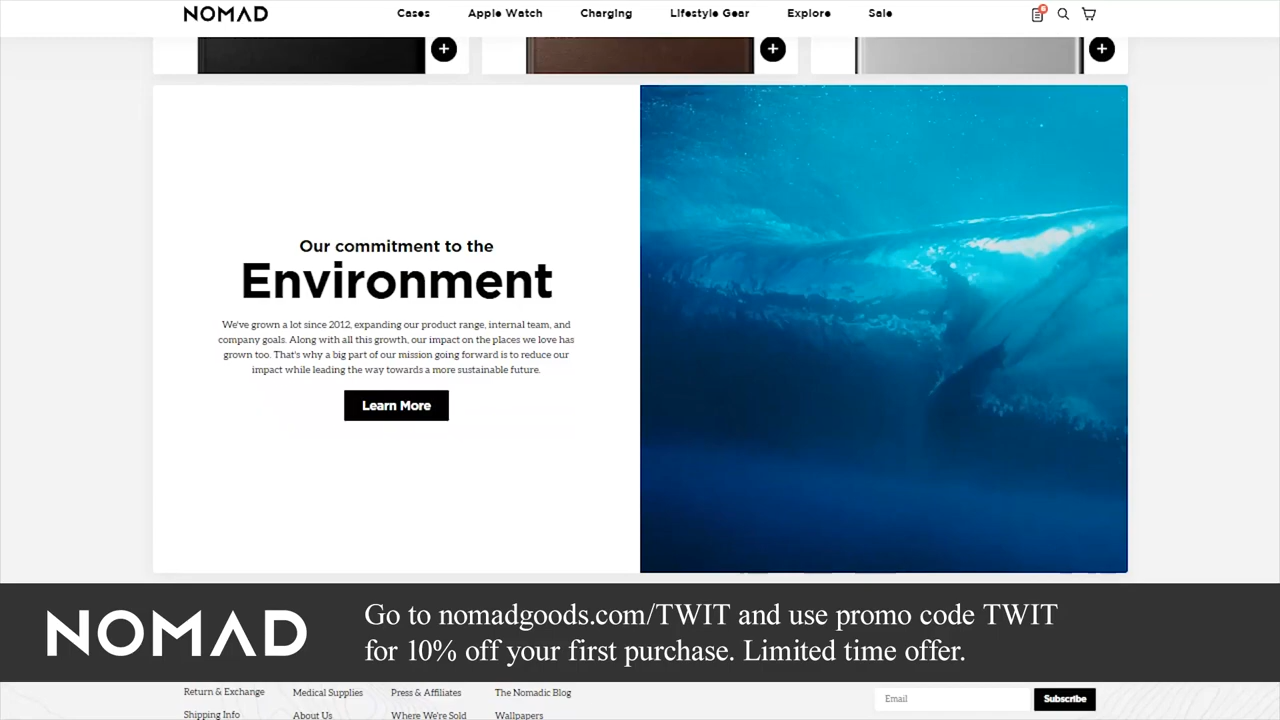 NOMAD
Cases Apple Watch Charging Lifestyle Gear Explore Sale
Our commitment to the
Environment
We've grown a lot since 2012, expanding our product range, internal team, and
company goals. Along with all this growth, our impact on the places we love has
grown too. That's why a big part of our mission going forward is to reduce our
impact while leading the way towards a more sustainable future.
Learn More
NOMAD
Go to nomadgoods.com/TWIT and use promo code TWIT
for 10% off your first purchase. Limited time offer.
Return & Exchange Medical Supplies Press & Affiliates The Nomadic Blog Email Subscribe
Shipping Info About Us Where We're Sold Wallpapers